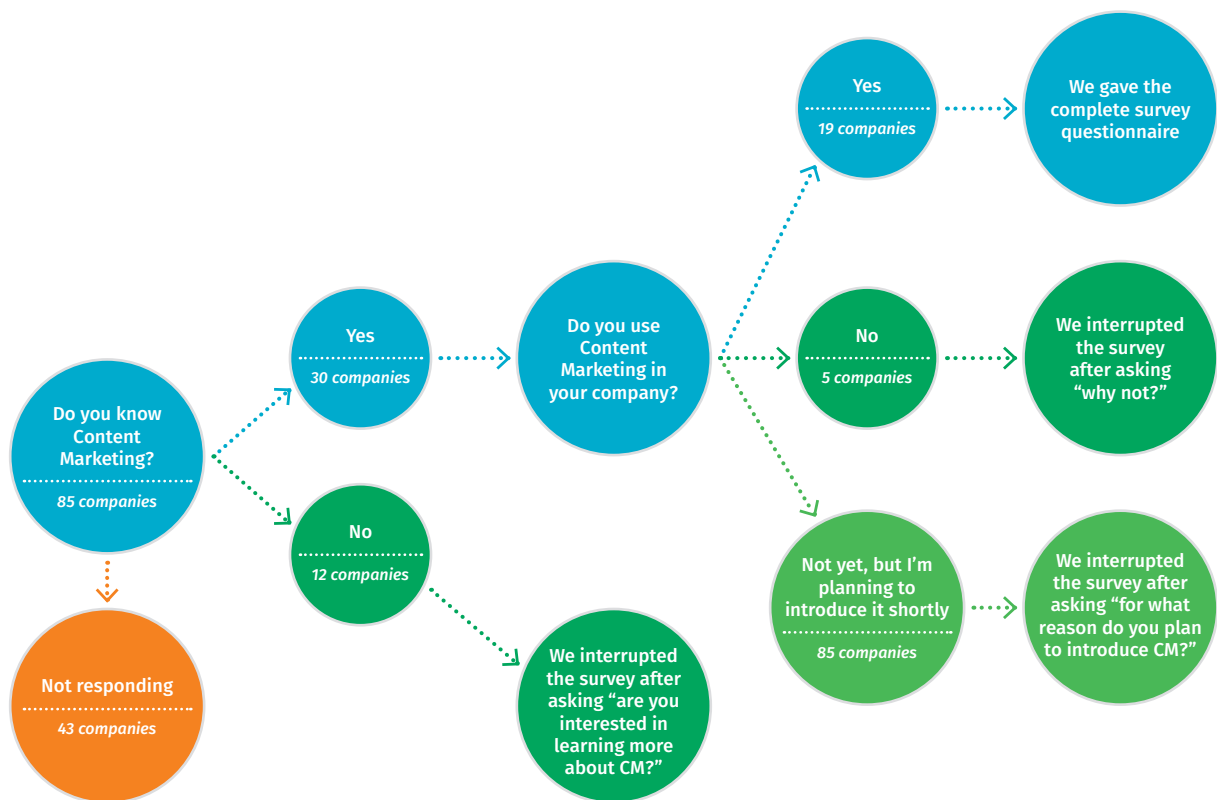 Do you know
Content
Marketing?
85 companies
Not responding
43 companies
Yes
30 companies
No
12 companies
Do you use
Content
Marketing in
your company?
We interrupted
the survey after
asking “are you
interested in
learning more
about CM?”
Yes
19 companies
We gave the
complete survey
questionnaire
No
5 companies
We interrupted
the survey
after asking
“why not?”
Not yet, but I’m
planning to
introduce it shortly
85 companies
We interrupted
the survey after
asking “for what
reason do you plan
to introduce CM?”